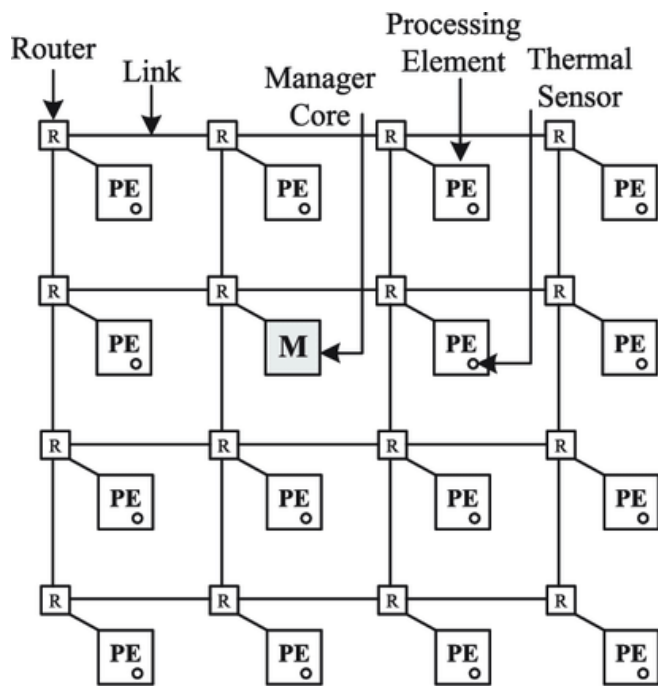 Router
Link
Manager
Core
Processing
Element
Thermal
Sensor
R R R R
PE PE PE PE
R R R R
PE M PE PE
R R R R
PE PE PE PE
R R R R
PE PE PE PE